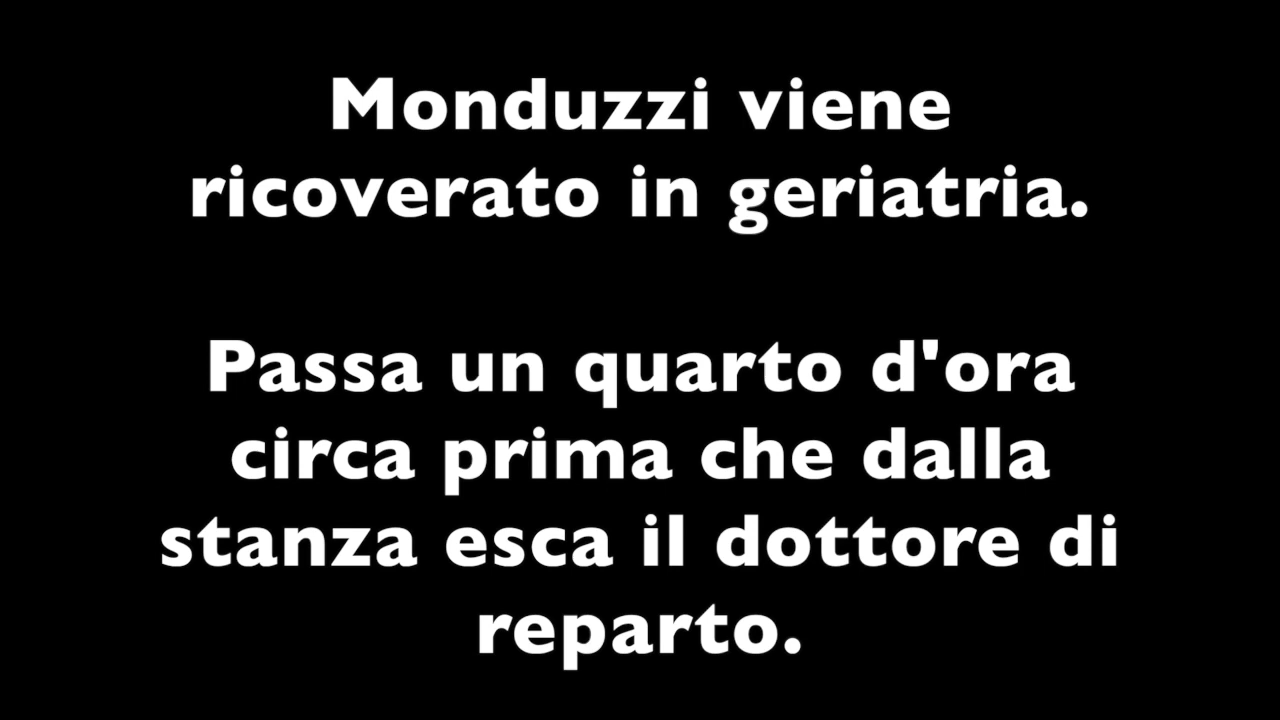 Monduzzi viene
ricoverato in geriatria.
Passa un quarto d'ora
circa prima che dalla
stanza esca il dottore di
reparto.